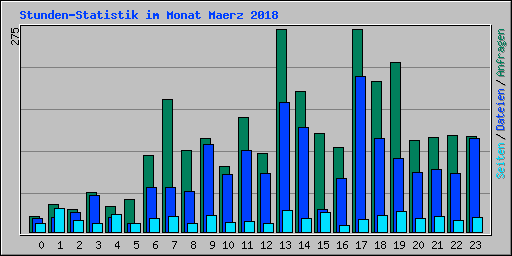 Stunden-Statistik im Monat Maerz 2018
275
Seiten / Dateien / Anfragen
0 1 2 3 4 5 6 7 8 9 10 11 12 13 14 15 16 17 18 19 20 21 22 23